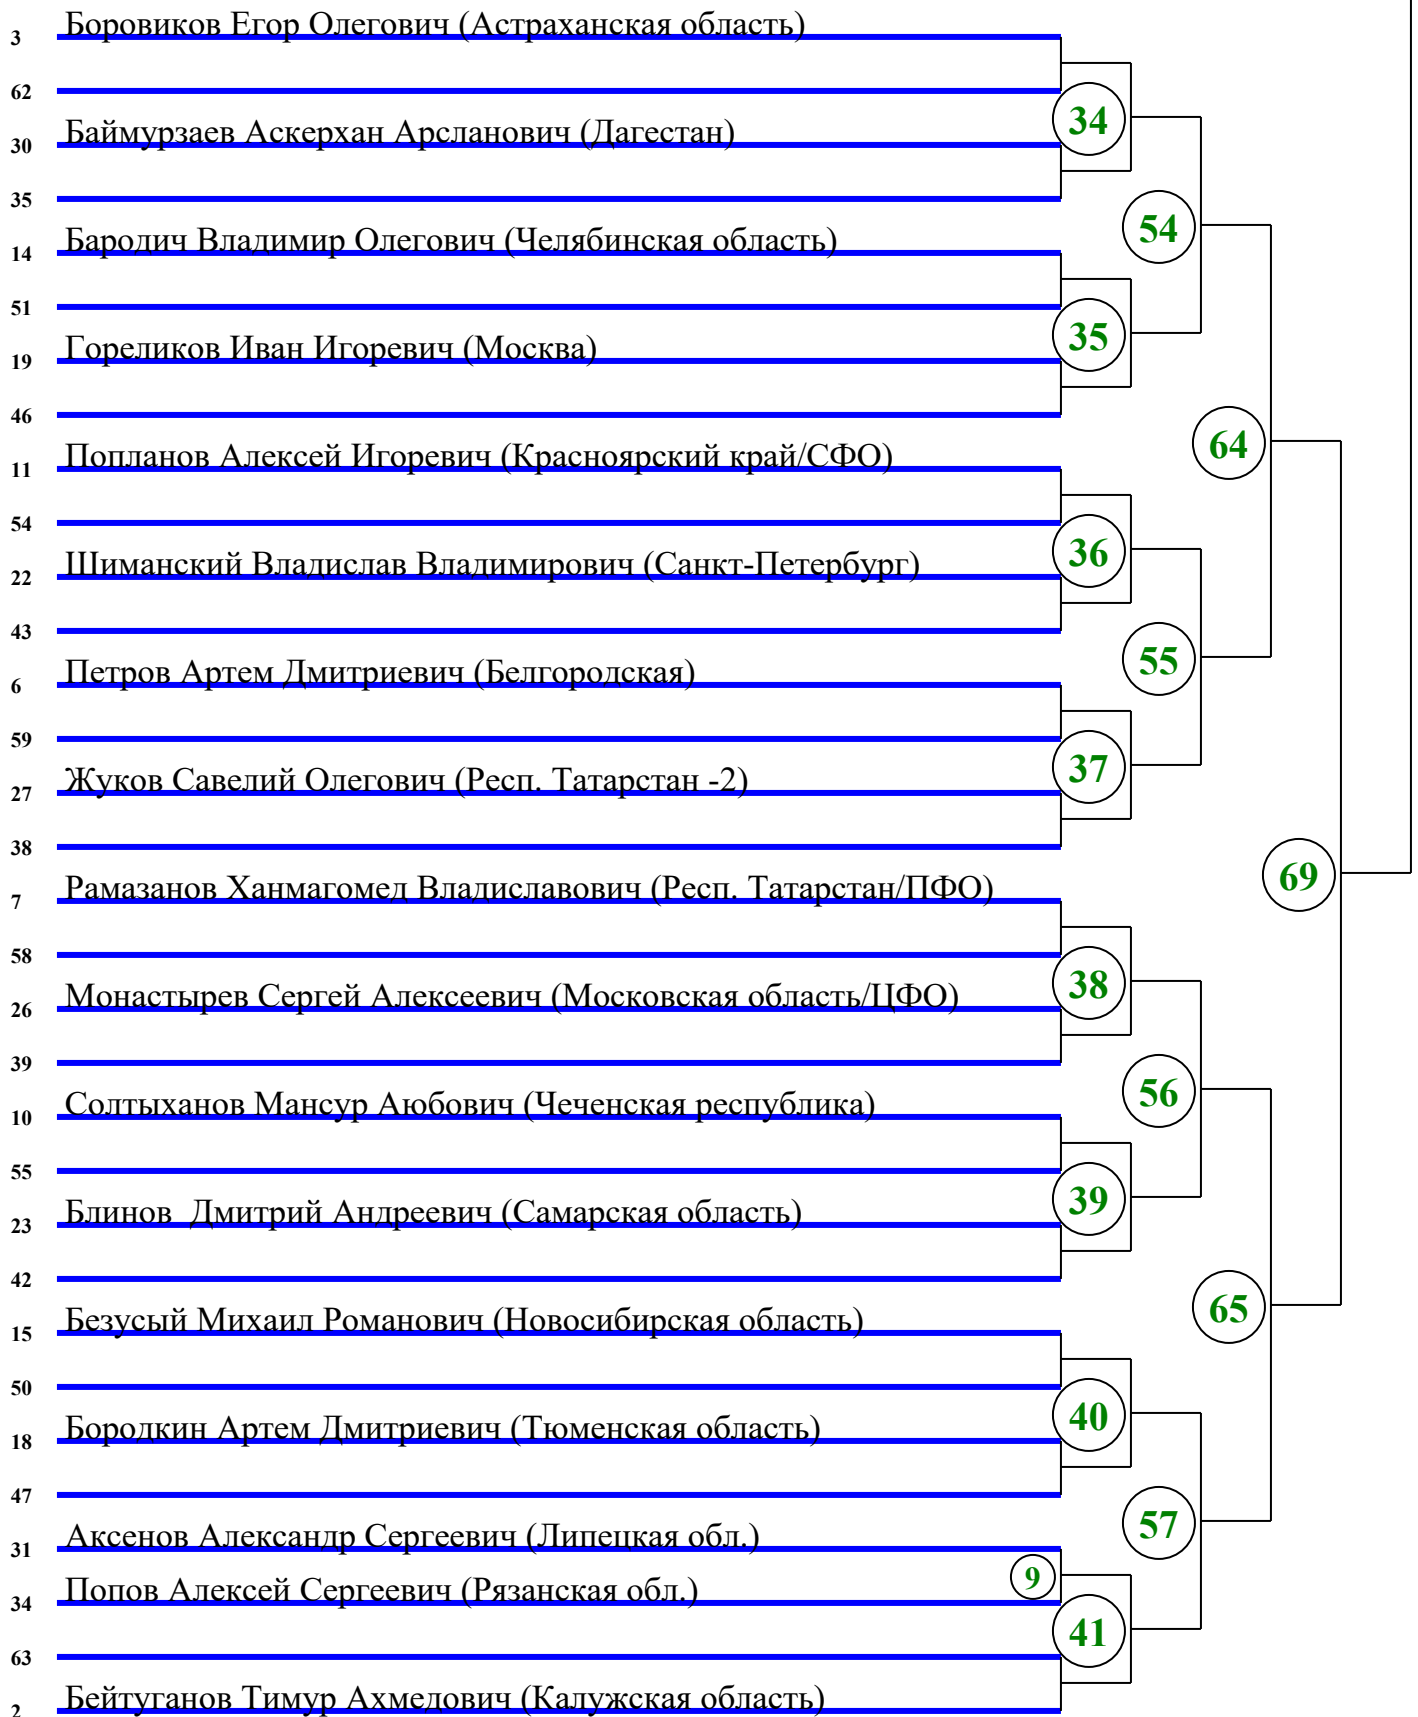 3 Боровиков Егор Олегович (Астраханская область)
62
34
30 Баймурзаев Аскерхан Арсланович (Дагестан)
35
54
14 Бародич Владимир Олегович (Челябинская область)
51
35
19 Гореликов Иван Игоревич (Москва)
46
64
11 Попланов Алексей Игоревич (Красноярский край/СФО)
54
36
22 Шиманский Владислав Владимирович (Санкт-Петербург)
43
55
6 Петров Артем Дмитриевич (Белгородская)
59
37
27 Жуков Савелий Олегович (Респ. Татарстан -2)
38
69
7 Рамазанов Ханмагомед Владиславович (Респ. Татарстан/ПФО)
58
38
26 Монастырев Сергей Алексеевич (Московская область/ЦФО)
39
56
10 Солтыханов Мансур Аюбович (Чеченская республика)
55
39
23 Блинов  Дмитрий Андреевич (Самарская область)
42
65
15 Безусый Михаил Романович (Новосибирская область)
50
40
18 Бородкин Артем Дмитриевич (Тюменская область)
47
57
31 Аксенов Александр Сергеевич (Липецкая обл.)
9
34 Попов Алексей Сергеевич (Рязанская обл.)
41
63
2 Бейтуганов Тимур Ахмедович (Калужская область)